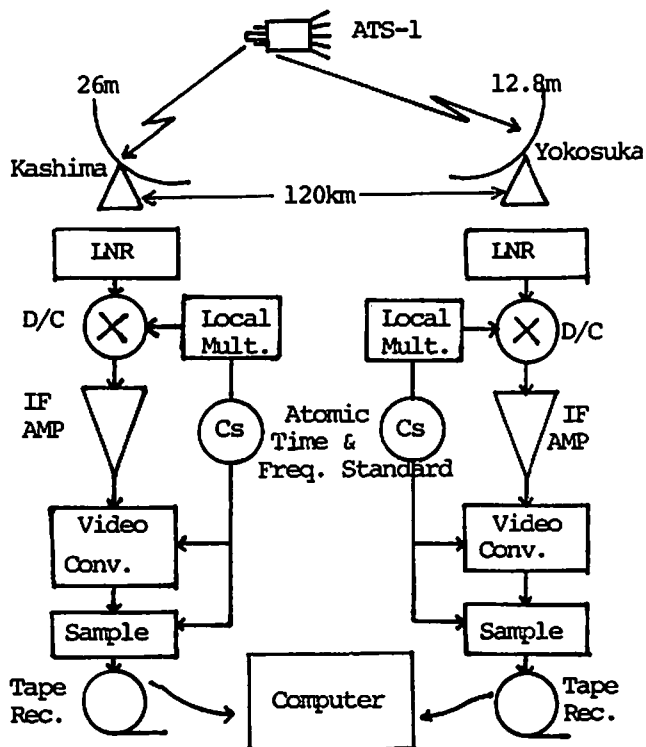 ATS-1
26m
12.8m
Kashima
Yokosuka
120km
LNR
LNR
D/C
Local
Mult.
Local
Mult.
D/C
IF
AMP
Cs
Atomic
Time &
Freq. Standard
Cs
IF
AMP
Video
Conv.
Video
Conv.
Sample
Sample
Tape
Rec.
Computer
Tape
Rec.